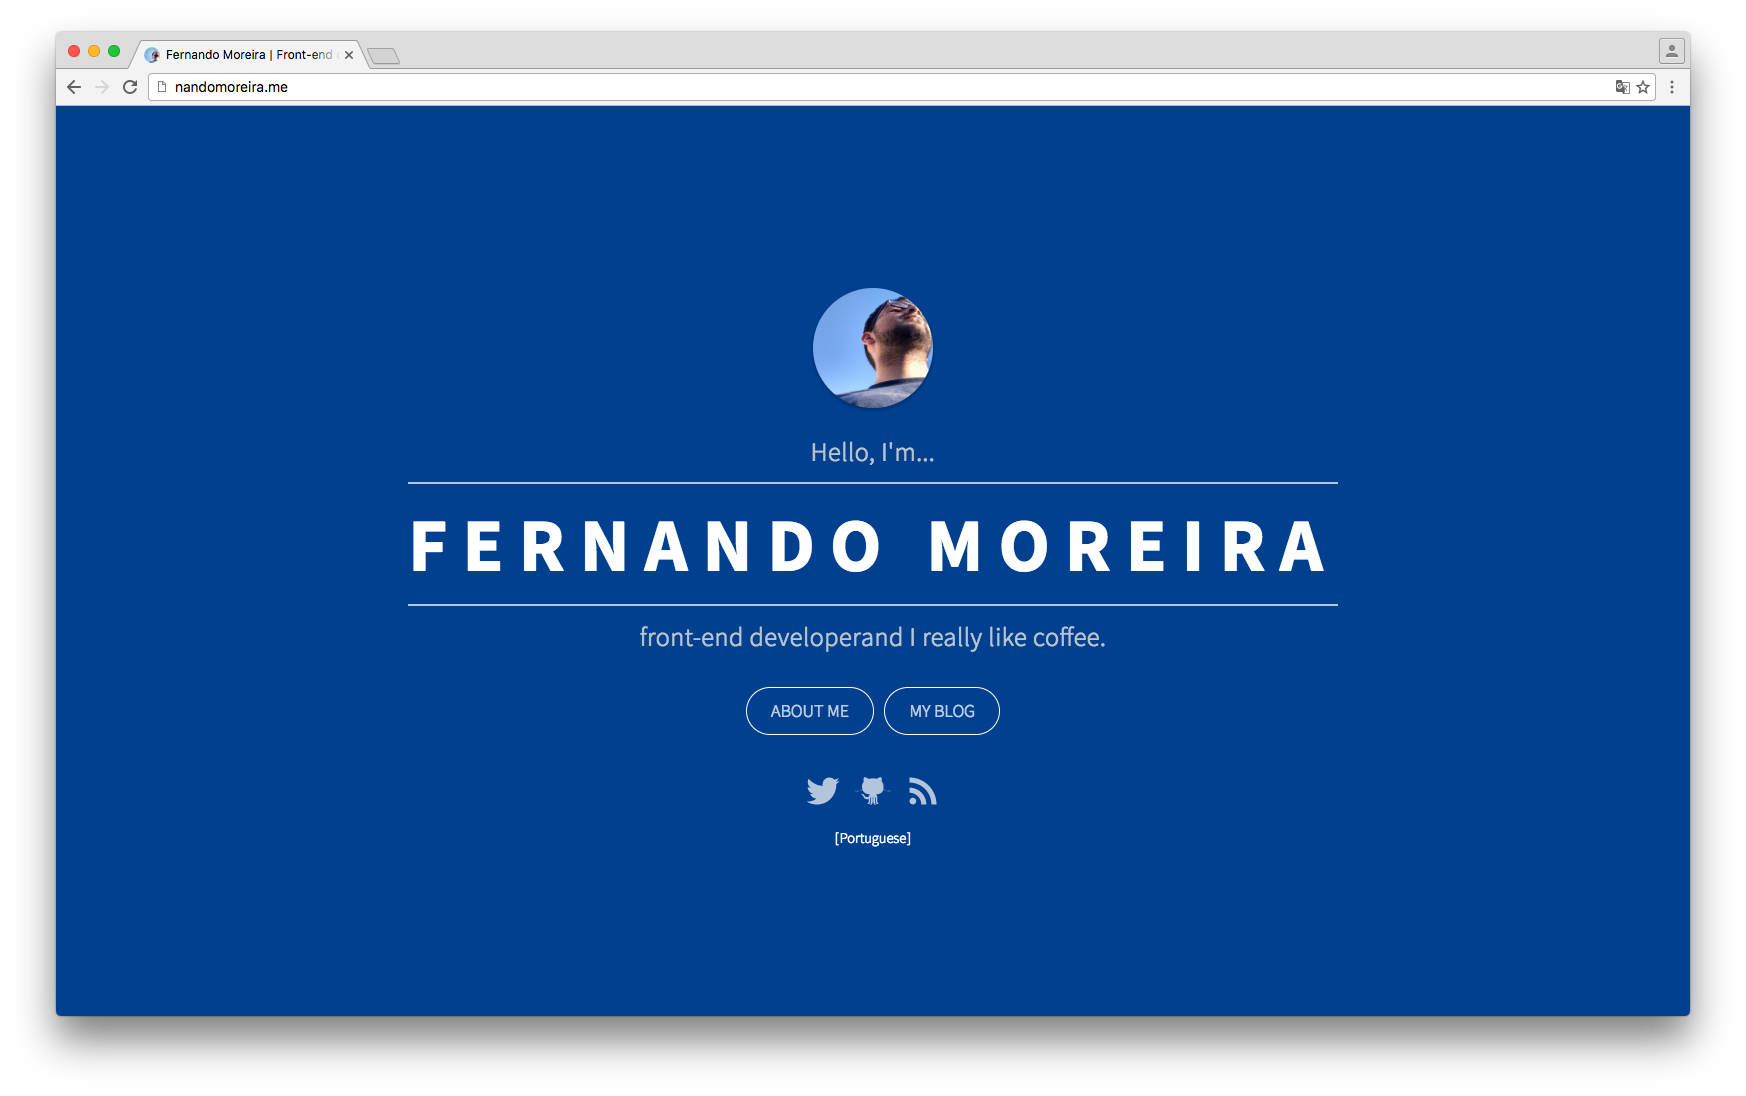 Fernando Moreira | Front-end
nandomoreira.me
Hello, I'm...
FERNANDO MOREIRA
front-end developerand I really like coffee.
ABOUT ME
MY BLOG
[Portuguese]